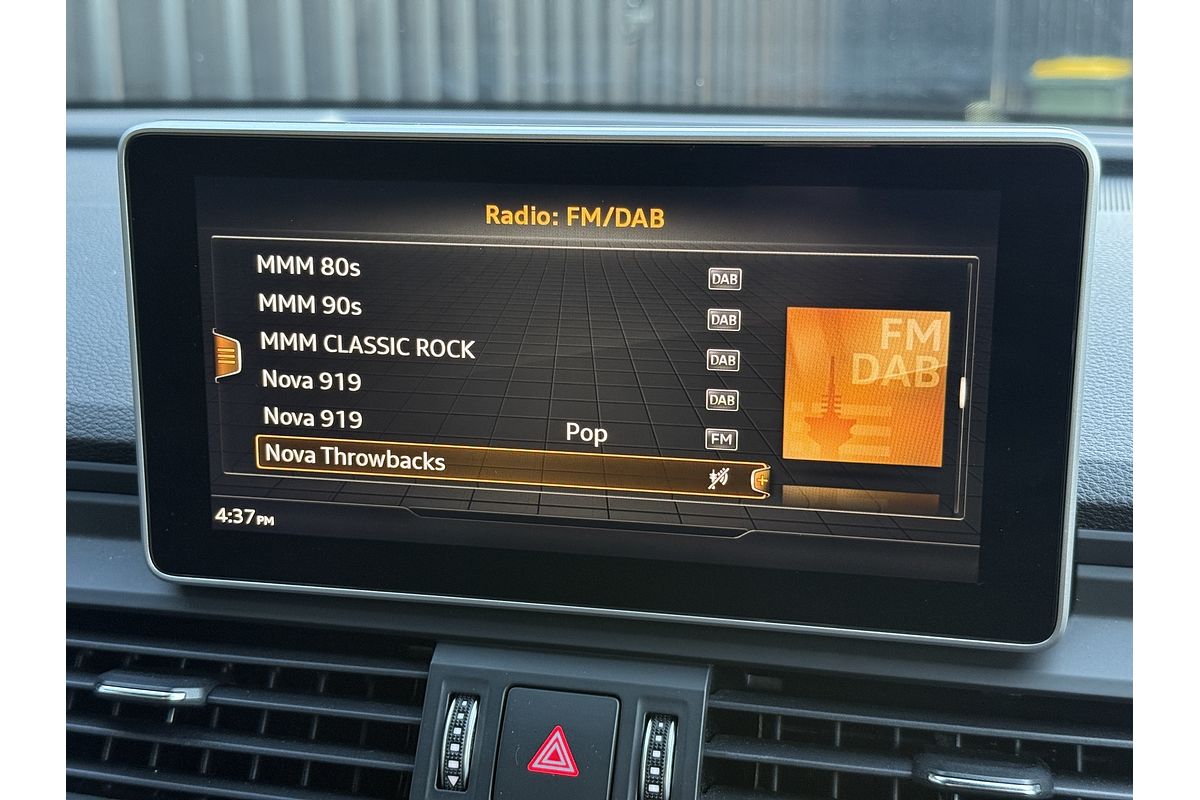 Radio: FM/DAB
MMM 80s DAB
MMM 90s DAB
MMM CLASSIC ROCK DAB
Nova 919 DAB
Nova 919 Pop FM
Nova Throwbacks
FM
DAB
4:37PM